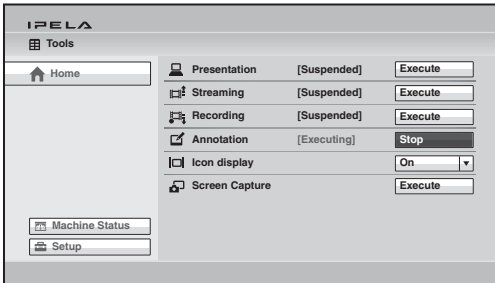 IPELA
Tools
Home
Presentation [Suspended] Execute
Streaming [Suspended] Execute
Recording [Suspended] Execute
Annotation [Executing] Stop
Icon display On
Screen Capture Execute
Machine Status
Setup